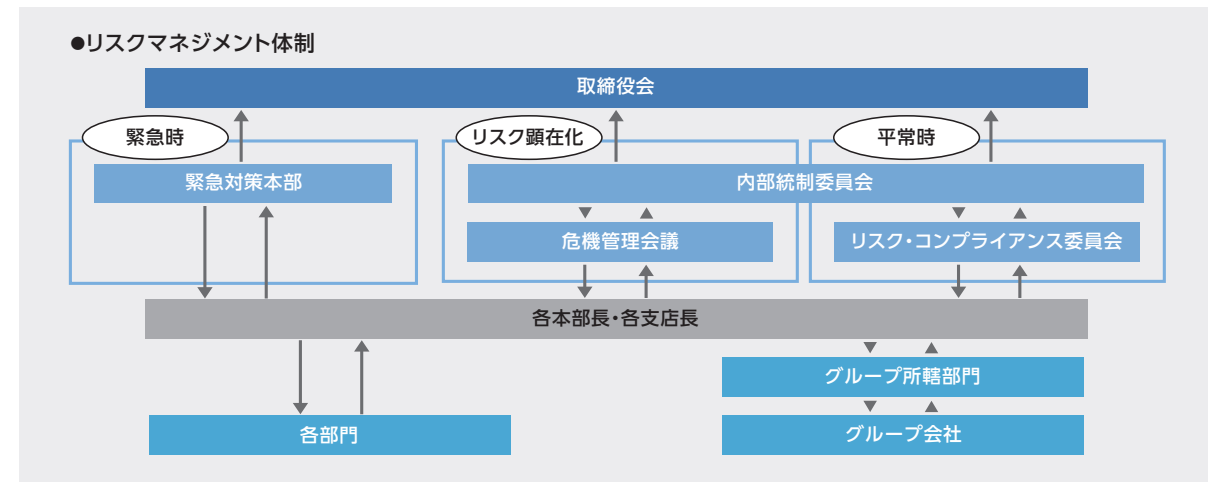 ●リスクマネジメント体制
取締役会
緊急時
リスク顕在化
平常時
緊急対策本部
内部統制委員会
危機管理会議
リスク・コンプライアンス委員会
各本部長・各支店長
グループ所轄部門
各部門
グループ会社